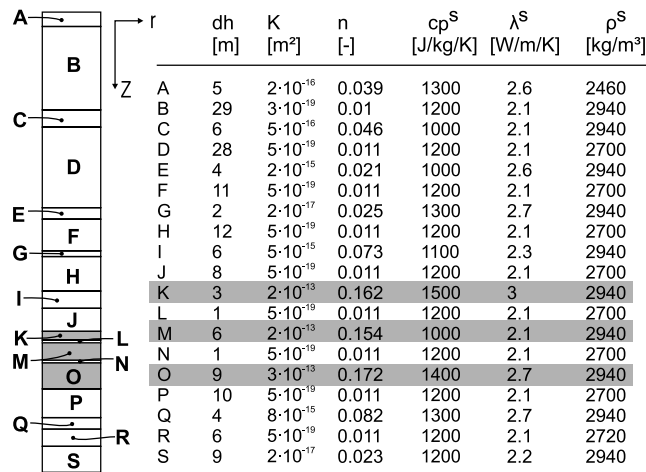 A
B
C
D
E
F
G
H
I
J
K
L
M
N
O
P
Q
R
S
r
Z
dh K n cpˢ λˢ ρˢ
[m] [m²] [-] [J/kg/K] [W/m/K] [kg/m³]
A 5 2·10⁻¹⁶ 0.039 1300 2.6 2460
B 29 3·10⁻¹⁹ 0.01 1200 2.1 2940
C 6 5·10⁻¹⁶ 0.046 1000 2.1 2940
D 28 5·10⁻¹⁹ 0.011 1200 2.1 2700
E 4 2·10⁻¹⁵ 0.021 1000 2.6 2940
F 11 5·10⁻¹⁹ 0.011 1200 2.1 2700
G 2 2·10⁻¹⁷ 0.025 1300 2.7 2940
H 12 5·10⁻¹⁹ 0.011 1200 2.1 2700
I 6 5·10⁻¹⁵ 0.073 1100 2.3 2940
J 8 5·10⁻¹⁹ 0.011 1200 2.1 2700
K 3 2·10⁻¹³ 0.162 1500 3 2940
L 1 5·10⁻¹⁹ 0.011 1200 2.1 2700
M 6 2·10⁻¹³ 0.154 1000 2.1 2940
N 1 5·10⁻¹⁹ 0.011 1200 2.1 2700
O 9 3·10⁻¹³ 0.172 1400 2.7 2940
P 10 5·10⁻¹⁹ 0.011 1200 2.1 2700
Q 4 8·10⁻¹⁵ 0.082 1300 2.7 2940
R 6 5·10⁻¹⁹ 0.011 1200 2.1 2720
S 9 2·10⁻¹⁷ 0.023 1200 2.2 2940